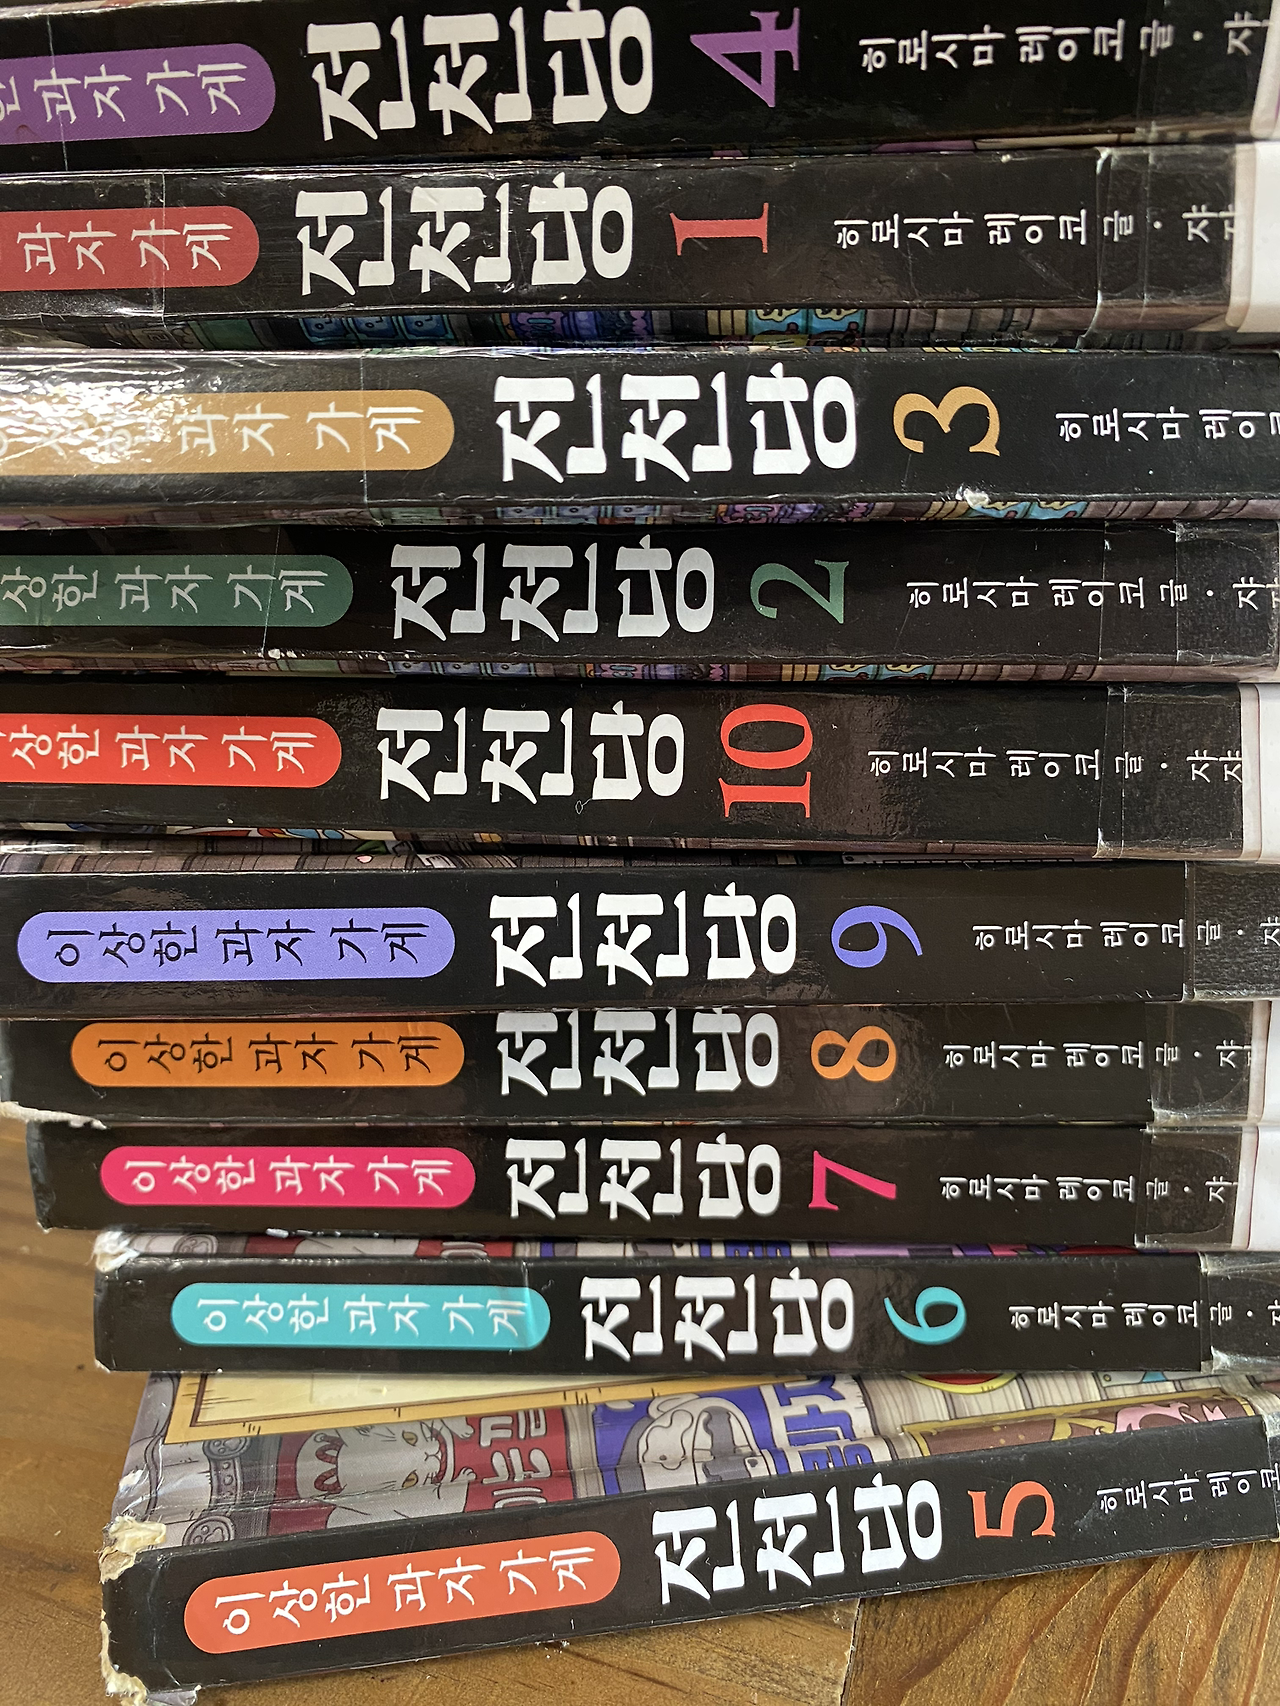 과자 가게 전천당 4 히로시마 레이코 글 · 쟈
과자 가게 전천당 1 히로시마 레이코 글 · 쟈쟈
과자 가게 전천당 3 히로시마 레이코
상한 과자 가게 전천당 2 히로시마 레이코 글 · 쟈
상한 과자 가게 전천당 10 히로시마 레이코 글 · 쟈쟈
이상한 과자 가게 전천당 9 히로시마 레이코 글 · 쟈
이상한 과자 가게 전천당 8 히로시마 레이코 글 · 쟈
이상한 과자 가게 전천당 7 히로시마 레이코 글 · 쟈
이상한 과자 가게 전천당 6 히로시마 레이코 글 ·
이상한 과자 가게 전천당 5 히로시마 레이코